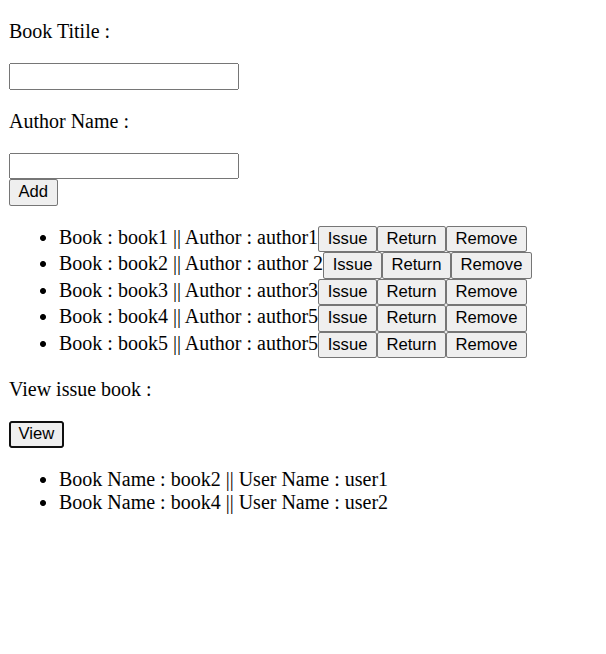 Book Titile :
Author Name :
Add
Book : book1 || Author : author1 Issue Return Remove
Book : book2 || Author : author 2 Issue Return Remove
Book : book3 || Author : author3 Issue Return Remove
Book : book4 || Author : author5 Issue Return Remove
Book : book5 || Author : author5 Issue Return Remove
View issue book :
View
Book Name : book2 || User Name : user1
Book Name : book4 || User Name : user2